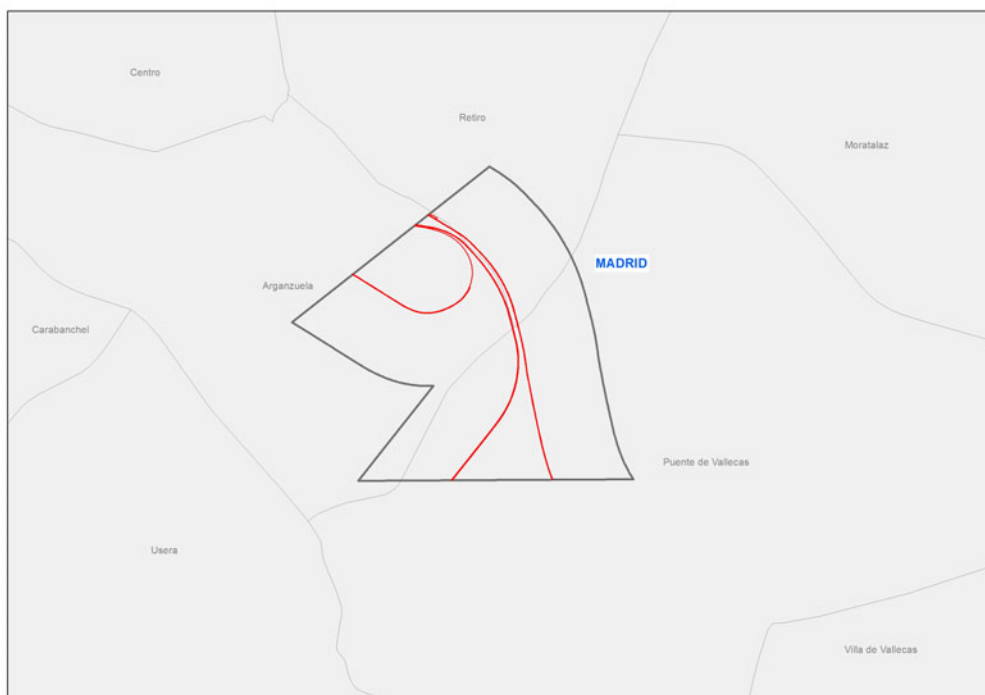 Centro
Retiro
Moratalaz
MADRID
Arganzuela
Carabanchel
Puente de Vallecas
Usera
Villa de Vallecas